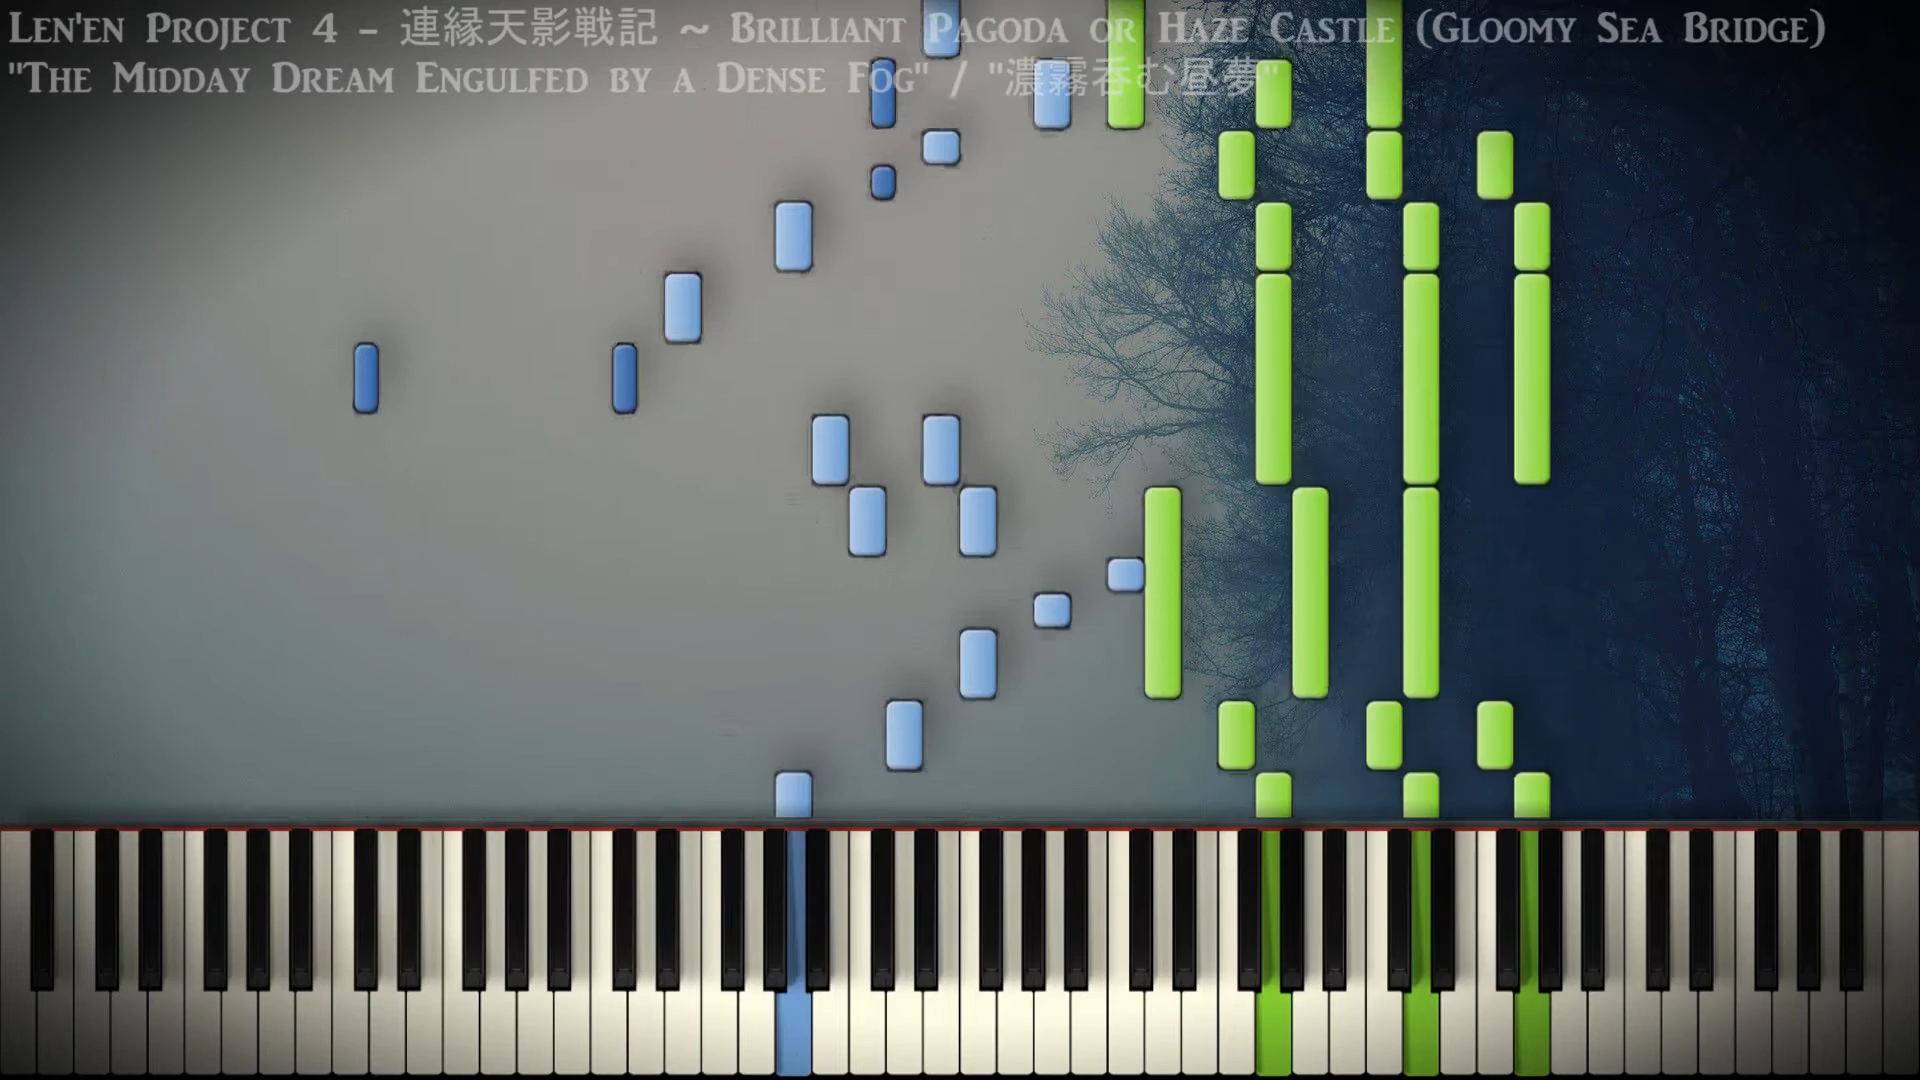 Len'en Project 4 - 連縁天影戦記 ~ Brilliant Pagoda or Haze Castle (Gloomy Sea Bridge)
"The Midday Dream Engulfed by a Dense Fog" / "濃霧呑む昼夢"